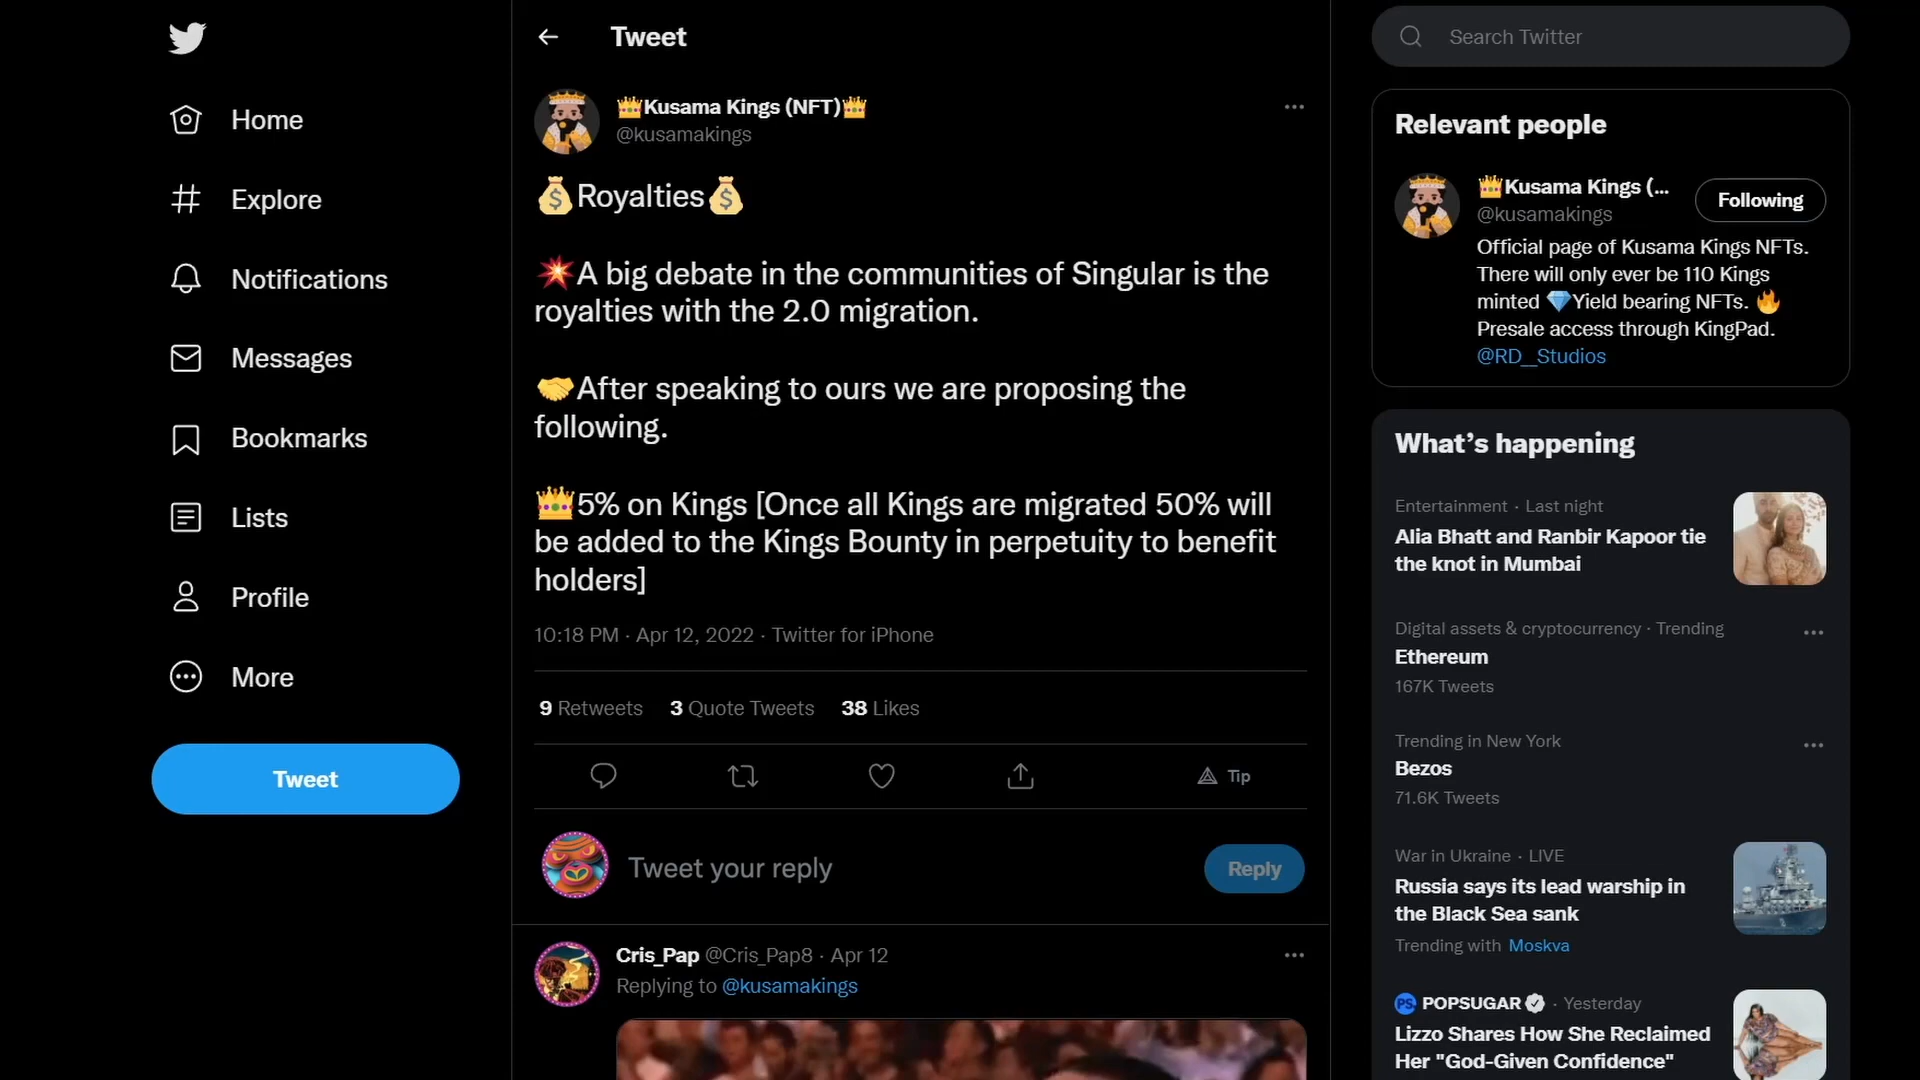 Home
Explore
Notifications
Messages
Bookmarks
Lists
Profile
More
Tweet
Tweet
👑Kusama Kings (NFT)👑
@kusamakings
💰Royalties💰
💥A big debate in the communities of Singular is the
royalties with the 2.0 migration.
🤝After speaking to ours we are proposing the
following.
👑5% on Kings [Once all Kings are migrated 50% will
be added to the Kings Bounty in perpetuity to benefit
holders]
10:18 PM · Apr 12, 2022 · Twitter for iPhone
9 Retweets 3 Quote Tweets 38 Likes
Tip
Tweet your reply
Reply
Cris_Pap @Cris_Pap8 · Apr 12
Replying to @kusamakings
Search Twitter
Relevant people
👑Kusama Kings (...
@kusamakings
Following
Official page of Kusama Kings NFTs.
There will only ever be 110 Kings
minted 💎Yield bearing NFTs. 🔥
Presale access through KingPad.
@RD__Studios
What's happening
Entertainment · Last night
Alia Bhatt and Ranbir Kapoor tie
the knot in Mumbai
Digital assets & cryptocurrency · Trending
Ethereum
167K Tweets
Trending in New York
Bezos
71.6K Tweets
War in Ukraine · LIVE
Russia says its lead warship in
the Black Sea sank
Trending with Moskva
PS POPSUGAR · Yesterday
Lizzo Shares How She Reclaimed
Her "God-Given Confidence"